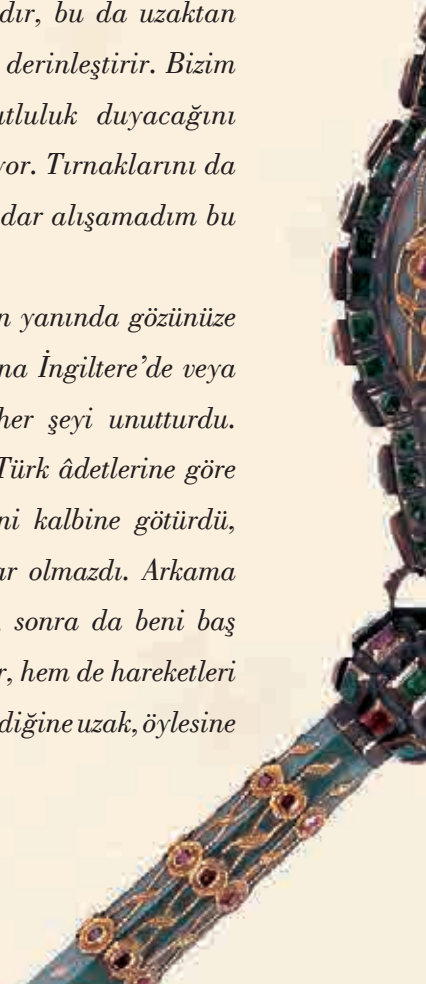 dır, bu da uzaktan
derinleştirir. Bizim
utluluk duyacağını
yor. Tırnaklarını da
dar alışamadım bu
n yanında gözünüze
na İngiltere’de veya
her şeyi unutturdu.
Türk âdetlerine göre
ni kalbine götürdü,
ar olmazdı. Arkama
, sonra da beni baş
r, hem de hareketleri
diğine uzak, öylesine